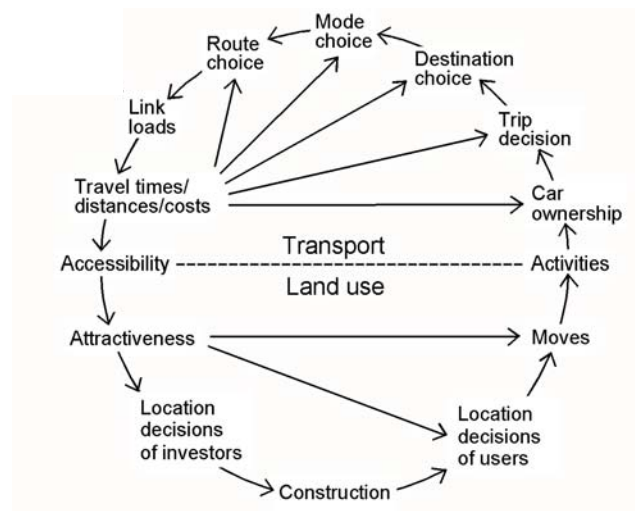 Mode
choice
Route
choice
Destination
choice
Link
loads
Trip
decision
Travel times/
distances/costs
Car
ownership
Transport
Accessibility
Activities
Land use
Attractiveness
Moves
Location
decisions
of investors
Location
decisions
of users
Construction